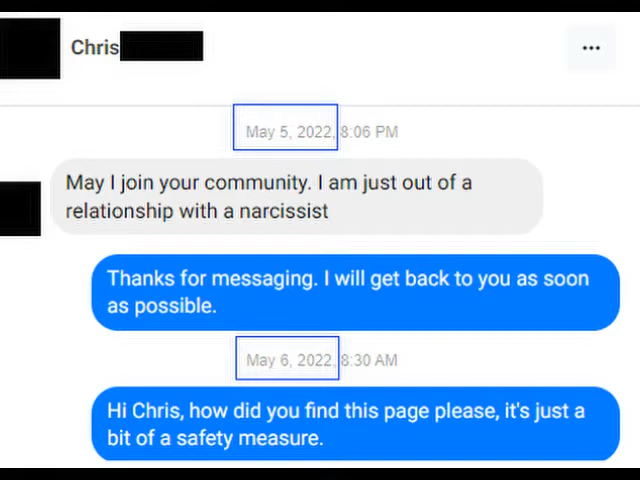 Chris
May 5, 2022, 8:06 PM
May I join your community. I am just out of a
relationship with a narcissist
Thanks for messaging. I will get back to you as soon
as possible.
May 6, 2022, 8:30 AM
Hi Chris, how did you find this page please, it's just a
bit of a safety measure.